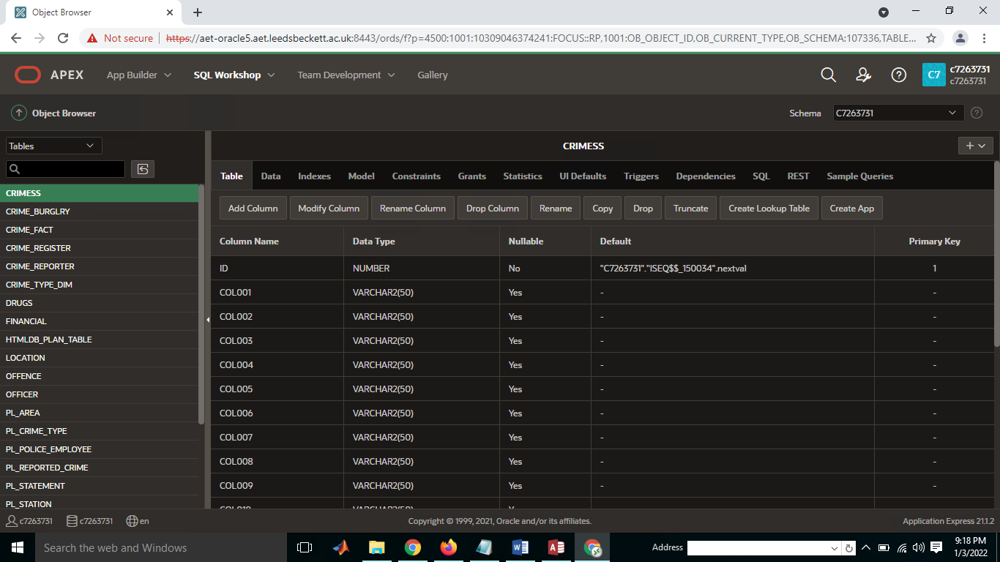 Object Browser
Not secure
https://aet-oracle5.aet.leedsbeckett.ac.uk:8443/ords/f?p=4500:1001:10309046374241:FOCUS::RP,1001:OB_OBJECT_ID,OB_CURRENT_TYPE,OB_SCHEMA:107336,TABLE...
APEX App Builder SQL Workshop Team Development Gallery
C7 c7263731
c7263731
Object Browser Schema C7263731
Tables
CRIMESS
Table Data Indexes Model Constraints Grants Statistics UI Defaults Triggers Dependencies SQL REST Sample Queries
Add Column Modify Column Rename Column Drop Column Rename Copy Drop Truncate Create Lookup Table Create App
CRIMESS
CRIME_BURGLRY
CRIME_FACT
CRIME_REGISTER
CRIME_REPORTER
CRIME_TYPE_DIM
DRUGS
FINANCIAL
HTMLDB_PLAN_TABLE
LOCATION
OFFENCE
OFFICER
PL_AREA
PL_CRIME_TYPE
PL_POLICE_EMPLOYEE
PL_REPORTED_CRIME
PL_STATEMENT
PL_STATION
Column Name Data Type Nullable Default Primary Key
ID NUMBER No "C7263731"."ISEQ$$_150034".nextval 1
COL001 VARCHAR2(50) Yes - -
COL002 VARCHAR2(50) Yes - -
COL003 VARCHAR2(50) Yes - -
COL004 VARCHAR2(50) Yes - -
COL005 VARCHAR2(50) Yes - -
COL006 VARCHAR2(50) Yes - -
COL007 VARCHAR2(50) Yes - -
COL008 VARCHAR2(50) Yes - -
COL009 VARCHAR2(50) Yes - -
c7263731 c7263731 en
Copyright © 1999, 2021, Oracle and/or its affiliates.
Application Express 21.1.2
Search the web and Windows
Address
9:18 PM
1/3/2022